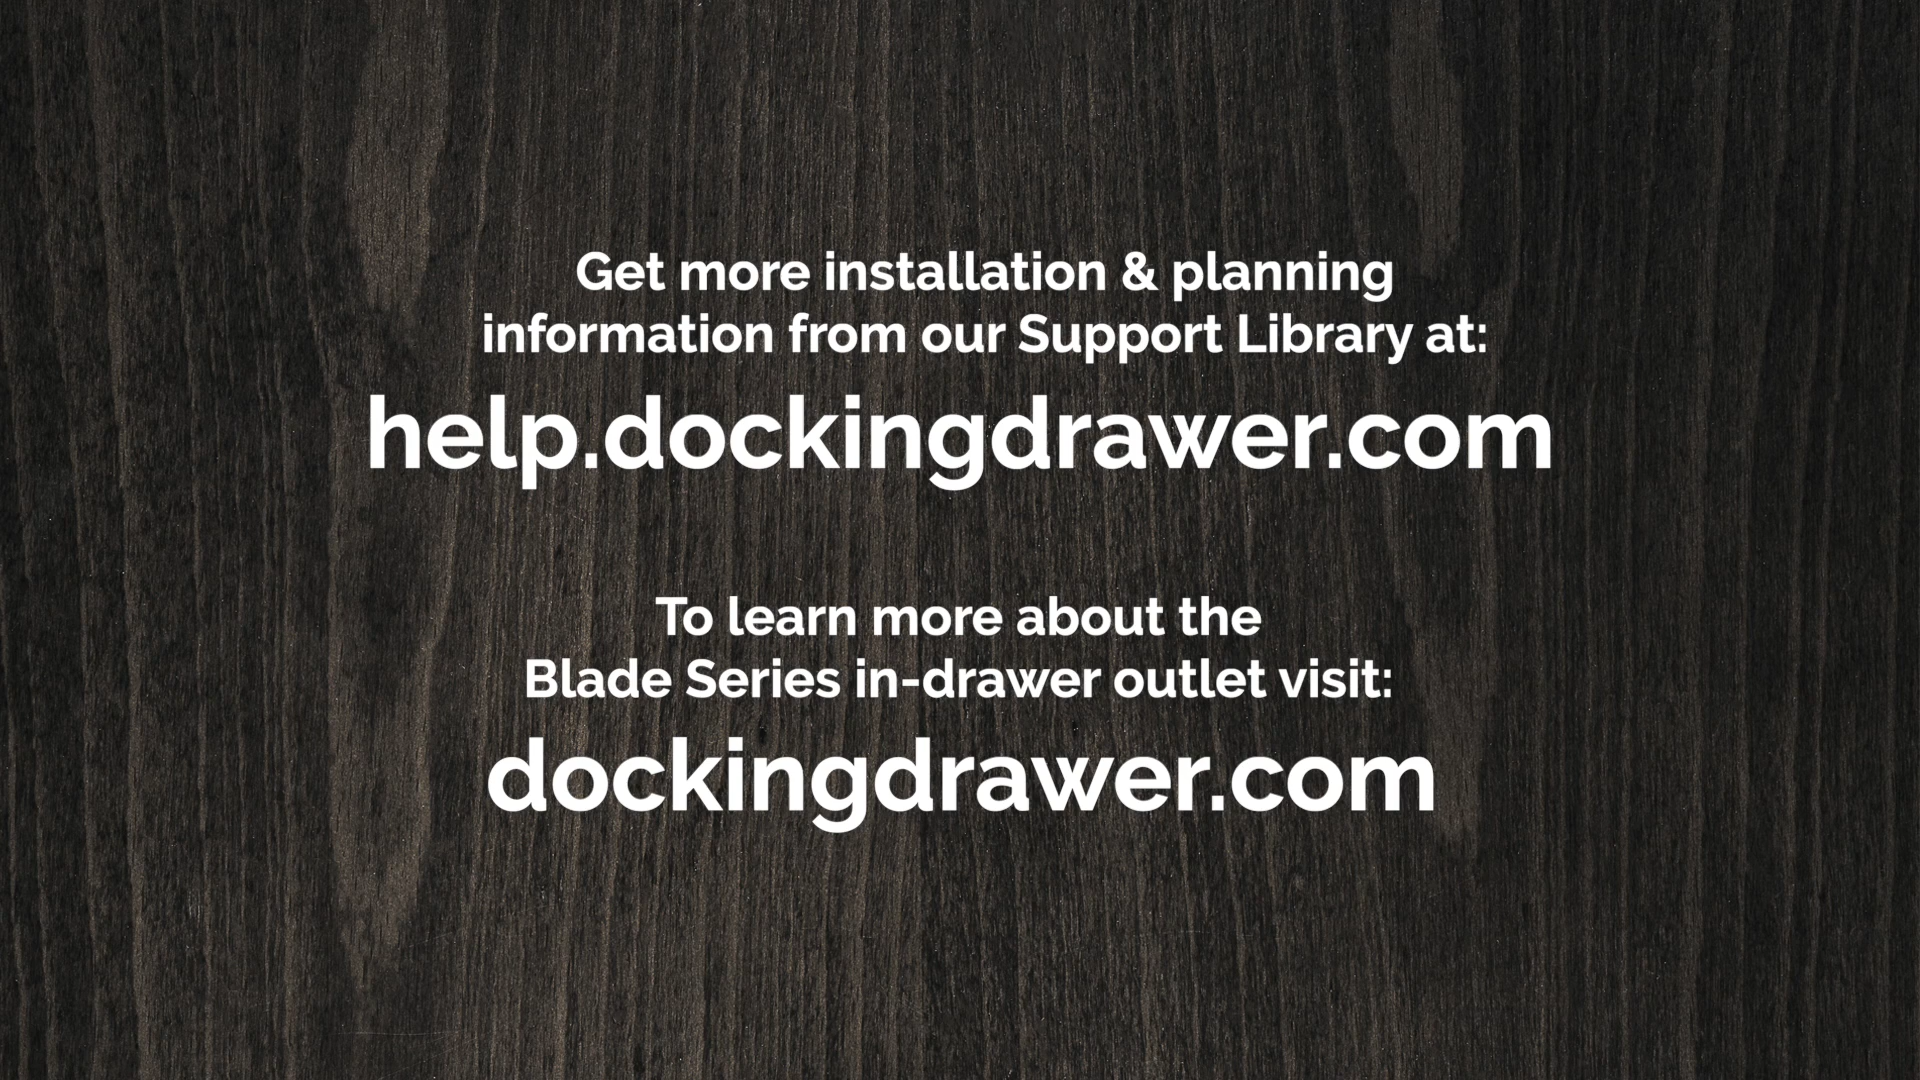 Get more installation & planning
information from our Support Library at:
help.dockingdrawer.com
To learn more about the
Blade Series in-drawer outlet visit:
dockingdrawer.com